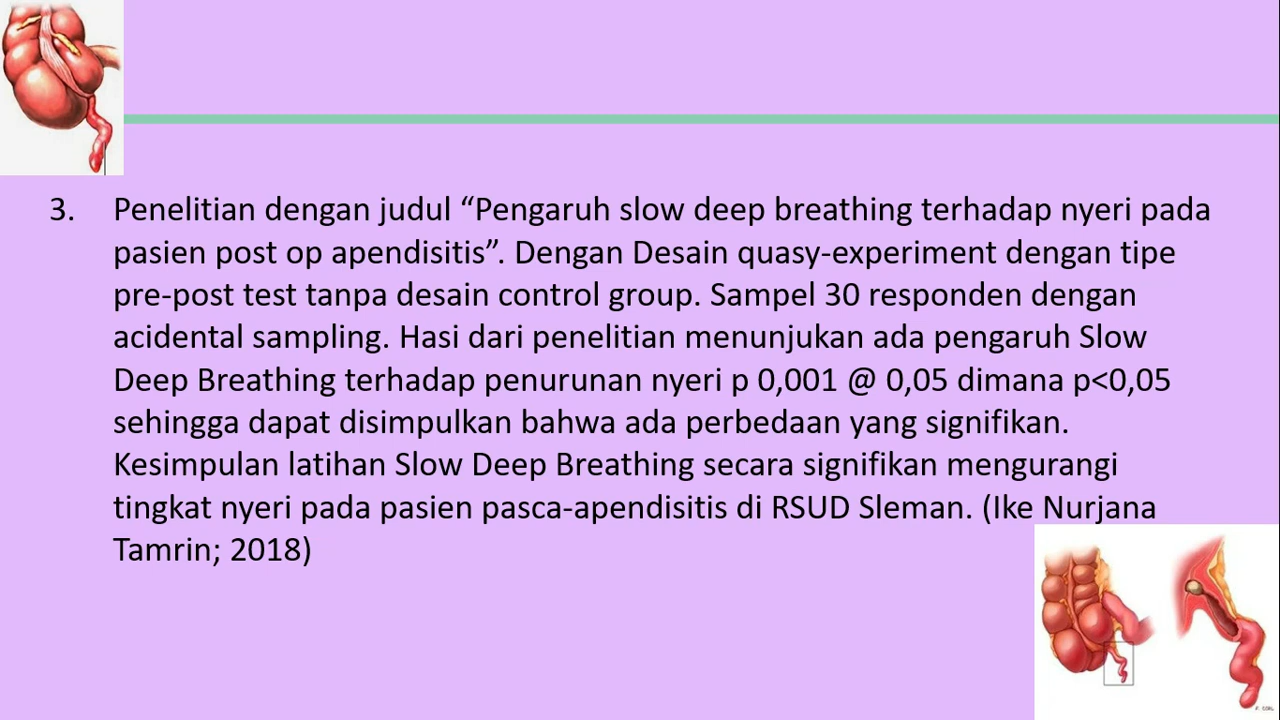 3. Penelitian dengan judul “Pengaruh slow deep breathing terhadap nyeri pada
pasien post op apendisitis”. Dengan Desain quasy-experiment dengan tipe
pre-post test tanpa desain control group. Sampel 30 responden dengan
acidental sampling. Hasi dari penelitian menunjukan ada pengaruh Slow
Deep Breathing terhadap penurunan nyeri p 0,001 @ 0,05 dimana p<0,05
sehingga dapat disimpulkan bahwa ada perbedaan yang signifikan.
Kesimpulan latihan Slow Deep Breathing secara signifikan mengurangi
tingkat nyeri pada pasien pasca-apendisitis di RSUD Sleman. (Ike Nurjana
Tamrin; 2018)